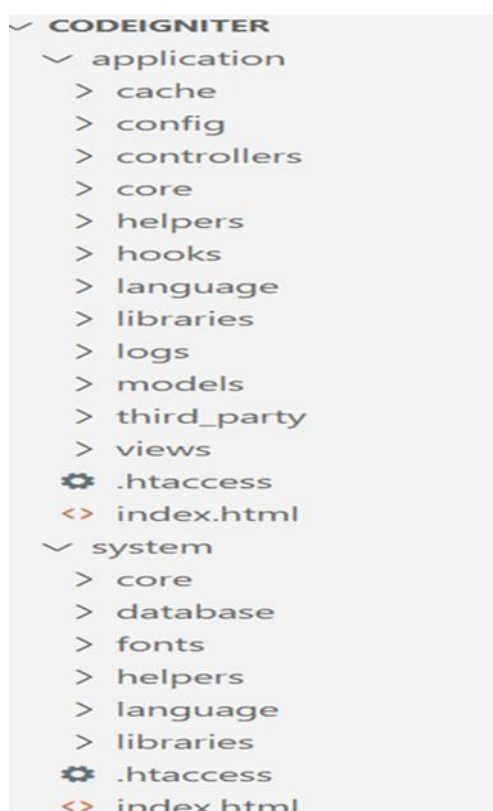 CODEIGNITER
application
cache
config
controllers
core
helpers
hooks
language
libraries
logs
models
third_party
views
.htaccess
index.html
system
core
database
fonts
helpers
language
libraries
.htaccess
index.html